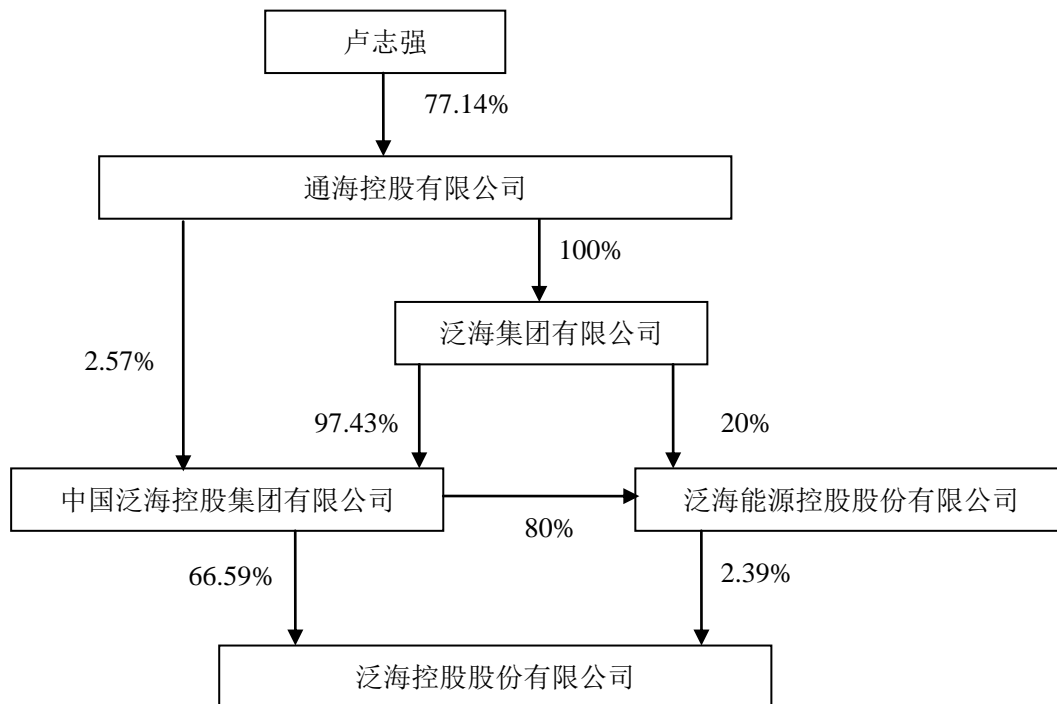 卢志强
77.14%
通海控股有限公司
100%
泛海集团有限公司
2.57%
97.43%
20%
中国泛海控股集团有限公司
泛海能源控股股份有限公司
80%
66.59%
2.39%
泛海控股股份有限公司